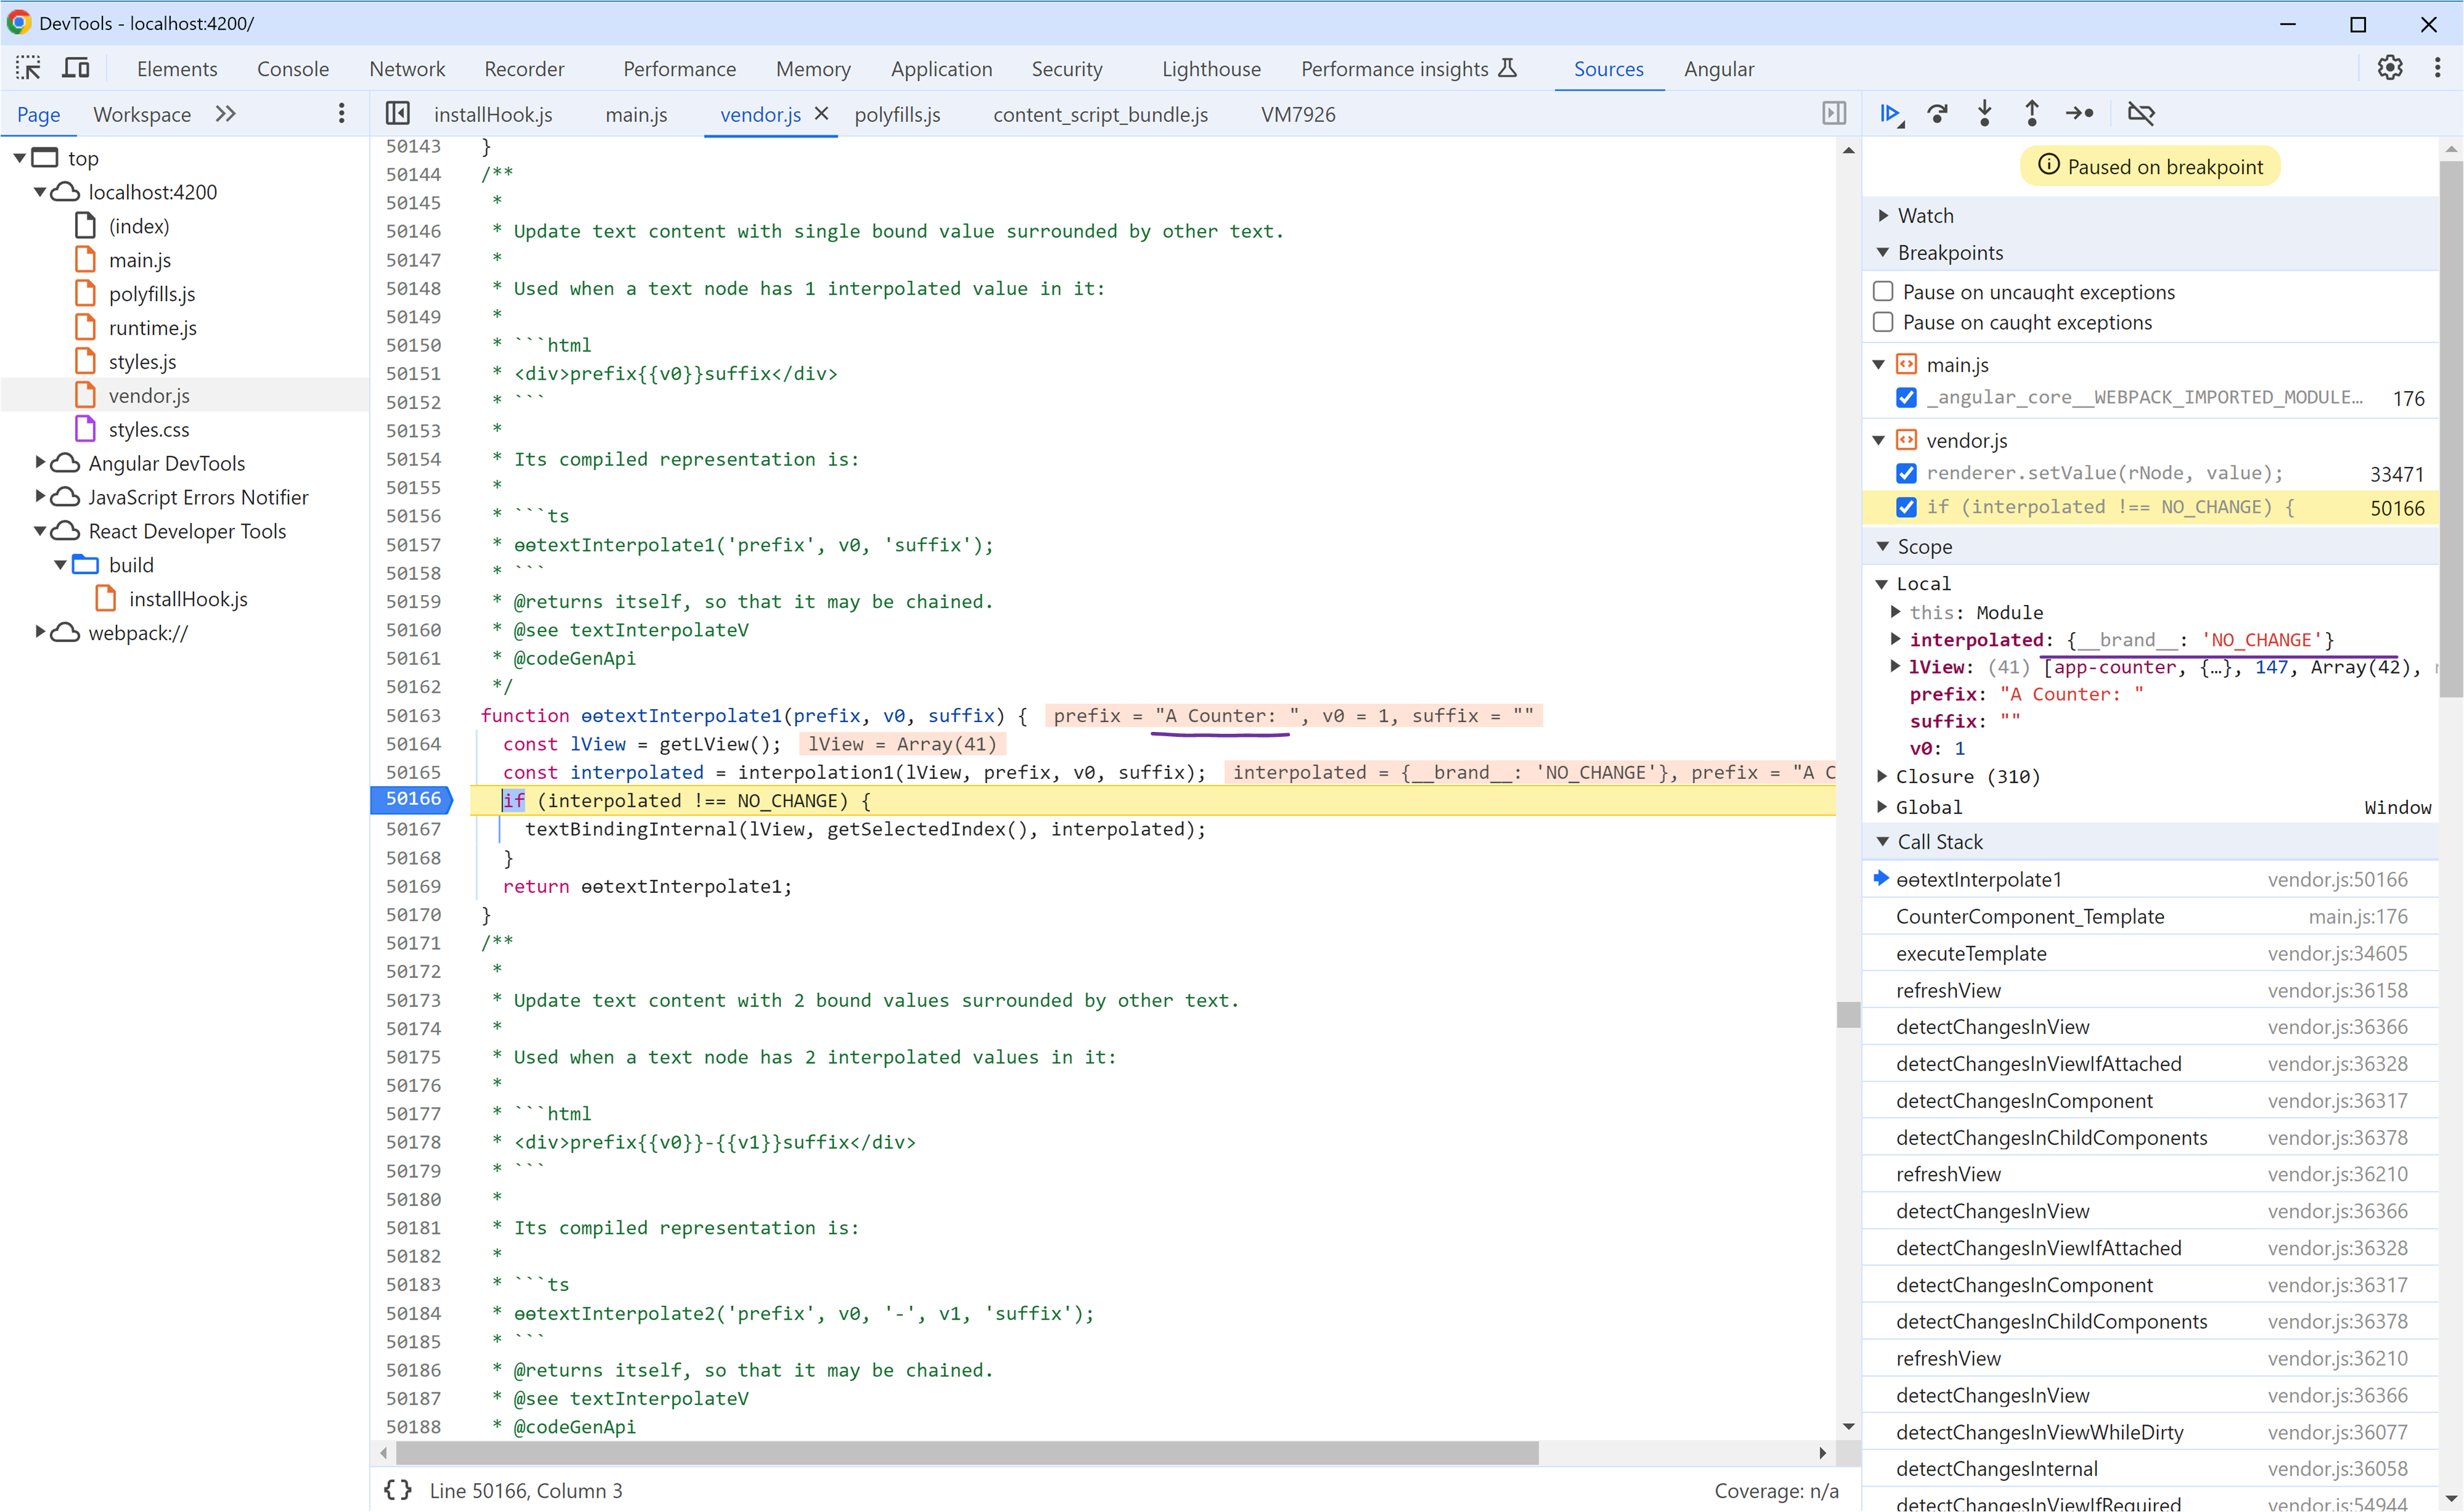 DevTools - localhost:4200/
Elements Console Network Recorder Performance Memory Application Security Lighthouse Performance insights Sources Angular
Page Workspace
installHook.js main.js vendor.js polyfills.js content_script_bundle.js VM7926
top
localhost:4200
(index)
main.js
polyfills.js
runtime.js
styles.js
vendor.js
styles.css
Angular DevTools
JavaScript Errors Notifier
React Developer Tools
build
installHook.js
webpack://
50143 }
50144 /**
50145 *
50146 * Update text content with single bound value surrounded by other text.
50147 *
50148 * Used when a text node has 1 interpolated value in it:
50149 *
50150 * ```html
50151 * <div>prefix{{v0}}suffix</div>
50152 * ```
50153 *
50154 * Its compiled representation is:
50155 *
50156 * ```ts
50157 * ɵɵtextInterpolate1('prefix', v0, 'suffix');
50158 * ```
50159 * @returns itself, so that it may be chained.
50160 * @see textInterpolateV
50161 * @codeGenApi
50162 */
50163 function ɵɵtextInterpolate1(prefix, v0, suffix) { prefix = "A Counter: ", v0 = 1, suffix = ""
50164 const lView = getLView(); lView = Array(41)
50165 const interpolated = interpolation1(lView, prefix, v0, suffix); interpolated = {__brand__: 'NO_CHANGE'}, prefix = "A C
50166 if (interpolated !== NO_CHANGE) {
50167 textBindingInternal(lView, getSelectedIndex(), interpolated);
50168 }
50169 return ɵɵtextInterpolate1;
50170 }
50171 /**
50172 *
50173 * Update text content with 2 bound values surrounded by other text.
50174 *
50175 * Used when a text node has 2 interpolated values in it:
50176 *
50177 * ```html
50178 * <div>prefix{{v0}}-{{v1}}suffix</div>
50179 * ```
50180 *
50181 * Its compiled representation is:
50182 *
50183 * ```ts
50184 * ɵɵtextInterpolate2('prefix', v0, '-', v1, 'suffix');
50185 * ```
50186 * @returns itself, so that it may be chained.
50187 * @see textInterpolateV
50188 * @codeGenApi
{} Line 50166, Column 3 Coverage: n/a
Paused on breakpoint
Watch
Breakpoints
Pause on uncaught exceptions
Pause on caught exceptions
main.js
_angular_core__WEBPACK_IMPORTED_MODULE… 176
vendor.js
renderer.setValue(rNode, value); 33471
if (interpolated !== NO_CHANGE) { 50166
Scope
Local
this: Module
interpolated: {__brand__: 'NO_CHANGE'}
lView: (41) [app-counter, {…}, 147, Array(42),
prefix: "A Counter: "
suffix: ""
v0: 1
Closure (310)
Global Window
Call Stack
ɵɵtextInterpolate1 vendor.js:50166
CounterComponent_Template main.js:176
executeTemplate vendor.js:34605
refreshView vendor.js:36158
detectChangesInView vendor.js:36366
detectChangesInViewIfAttached vendor.js:36328
detectChangesInComponent vendor.js:36317
detectChangesInChildComponents vendor.js:36378
refreshView vendor.js:36210
detectChangesInView vendor.js:36366
detectChangesInViewIfAttached vendor.js:36328
detectChangesInComponent vendor.js:36317
detectChangesInChildComponents vendor.js:36378
refreshView vendor.js:36210
detectChangesInView vendor.js:36366
detectChangesInViewWhileDirty vendor.js:36077
detectChangesInternal vendor.js:36058
detectChangesInViewIfRequired vendor.js:54944